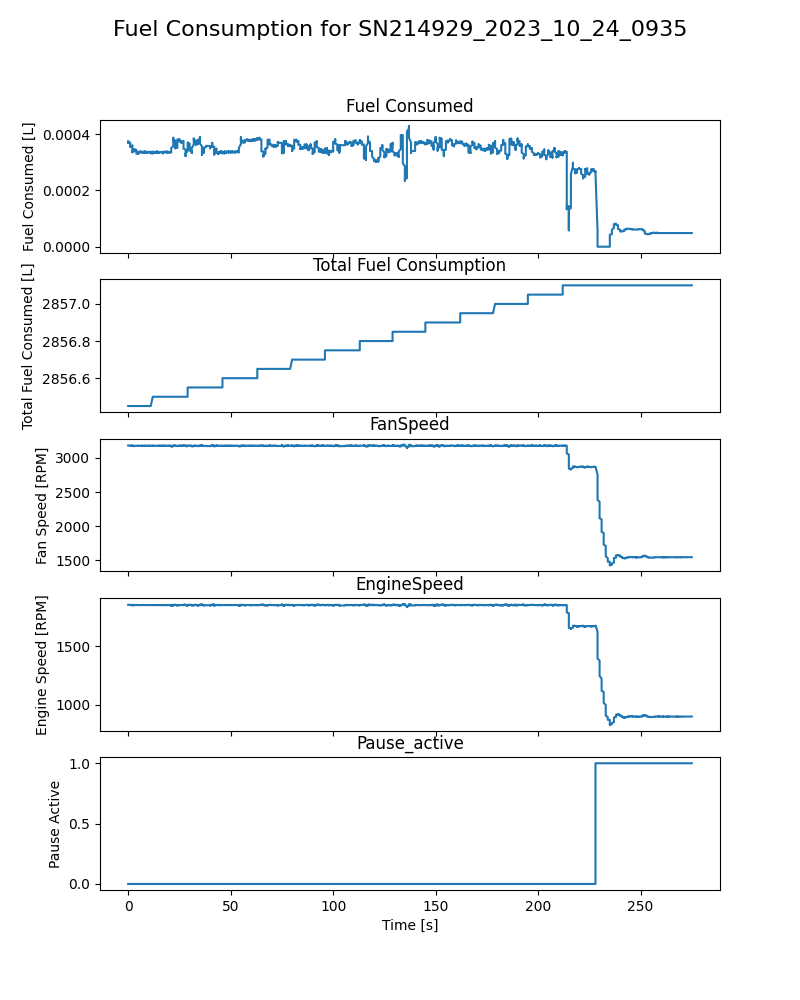 Fuel Consumption for SN214929_2023_10_24_0935
Fuel Consumed
Fuel Consumed [L]
0.0004
0.0002
0.0000
Total Fuel Consumption
Total Fuel Consumed [L]
2857.0
2856.8
2856.6
FanSpeed
Fan Speed [RPM]
3000
2500
2000
1500
EngineSpeed
Engine Speed [RPM]
1500
1000
Pause_active
Pause Active
1.0
0.5
0.0
0 50 100 150 200 250
Time [s]